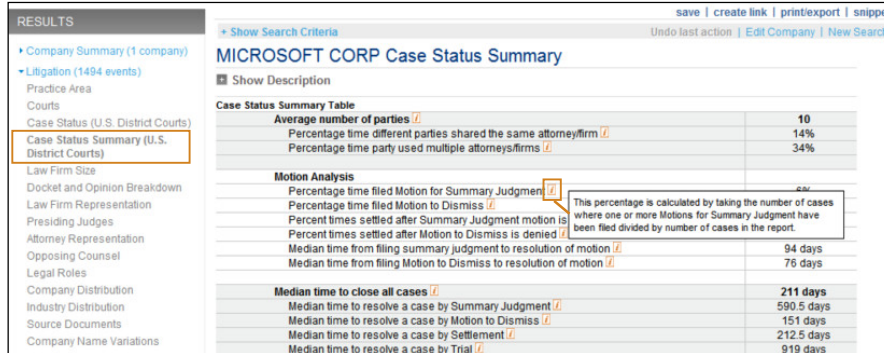 RESULTS
Company Summary (1 company)
Litigation (1494 events)
Practice Area
Courts
Case Status (U.S. District Courts)
Case Status Summary (U.S.
District Courts)
Law Firm Size
Docket and Opinion Breakdown
Law Firm Representation
Presiding Judges
Attorney Representation
Opposing Counsel
Legal Roles
Company Distribution
Industry Distribution
Source Documents
Company Name Variations
save | create link | print/export |
+ Show Search Criteria
Undo last action | Edit Company | New Search
MICROSOFT CORP Case Status Summary
+ Show Description
Case Status Summary Table
Average number of parties i 10
Percentage time different parties shared the same attorney/firm i 14%
Percentage time party used multiple attorneys/firms i 34%
Motion Analysis
Percentage time filed Motion for Summary Judgment i 6%
Percentage time filed Motion to Dismiss i
Percent times settled after Summary Judgment motion is
Percent times settled after Motion to Dismiss is denied i
This percentage is calculated by taking the number of cases
where one or more Motions for Summary Judgment have
been filed divided by number of cases in the report.
Median time from filing summary judgment to resolution of motion i 94 days
Median time from filing Motion to Dismiss to resolution of motion i 76 days
Median time to close all cases i 211 days
Median time to resolve a case by Summary Judgment i 590.5 days
Median time to resolve a case by Motion to Dismiss i 151 days
Median time to resolve a case by Settlement i 212.5 days
Median time to resolve a case by Trial i 919 days